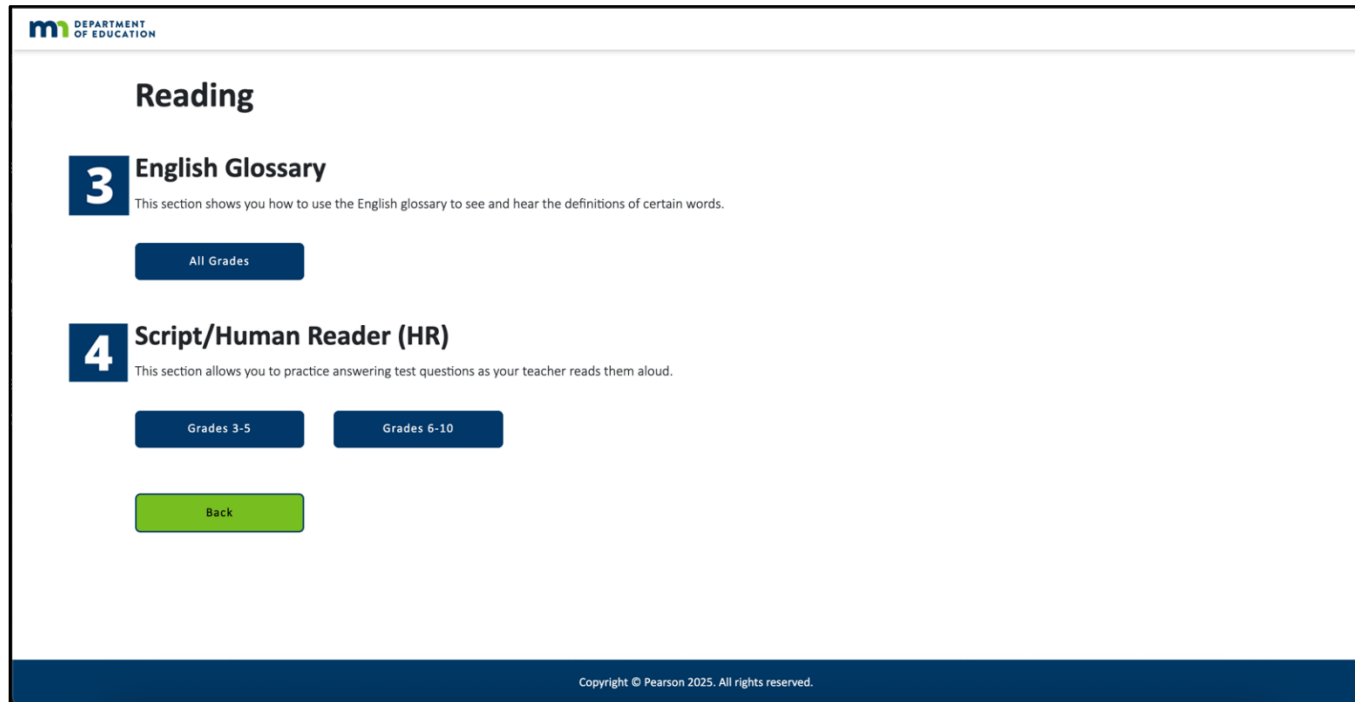 DEPARTMENT
OF EDUCATION
Reading
3
English Glossary
This section shows you how to use the English glossary to see and hear the definitions of certain words.
All Grades
4
Script/Human Reader (HR)
This section allows you to practice answering test questions as your teacher reads them aloud.
Grades 3-5
Grades 6-10
Back
Copyright © Pearson 2025. All rights reserved.